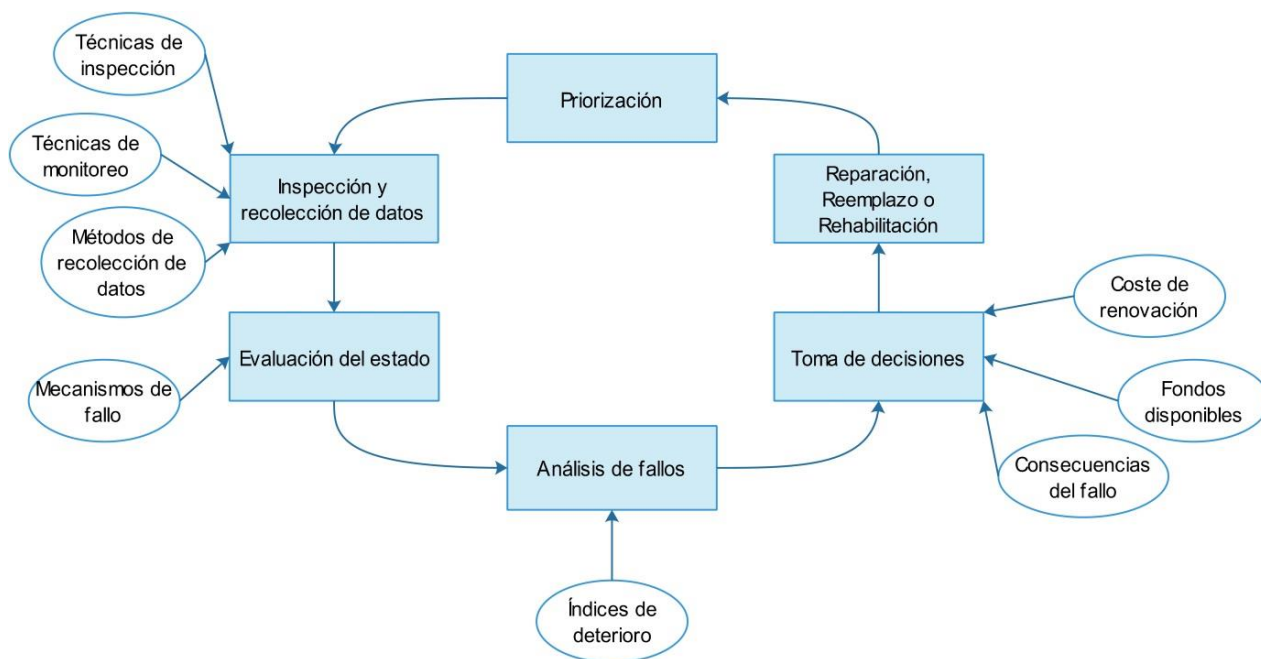 Técnicas de
inspección
Priorización
Técnicas de
monitoreo
Inspección y
recolección de datos
Reparación,
Reemplazo o
Rehabilitación
Métodos de
recolección de
datos
Coste de
renovación
Evaluación del estado
Toma de decisiones
Mecanismos de
fallo
Fondos
disponibles
Análisis de fallos
Consecuencias
del fallo
Índices de
deterioro